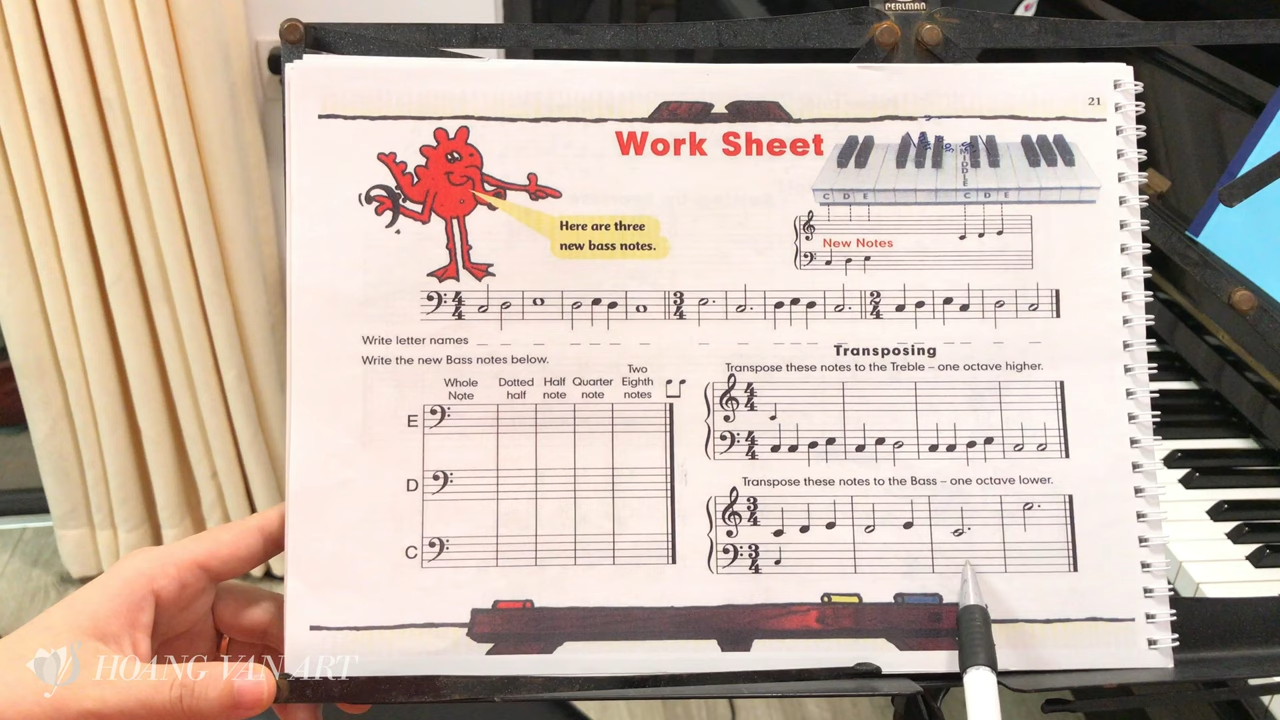 PERLMAN
21
Work Sheet
Here are three
new bass notes.
MIDDLE
C D E C D E
New Notes
Write letter names
Write the new Bass notes below.
Whole Note
Dotted half
Half note
Quarter note
Two Eighth notes
E
D
C
Transposing
Transpose these notes to the Treble – one octave higher.
Transpose these notes to the Bass – one octave lower.
HOANG VAN ART